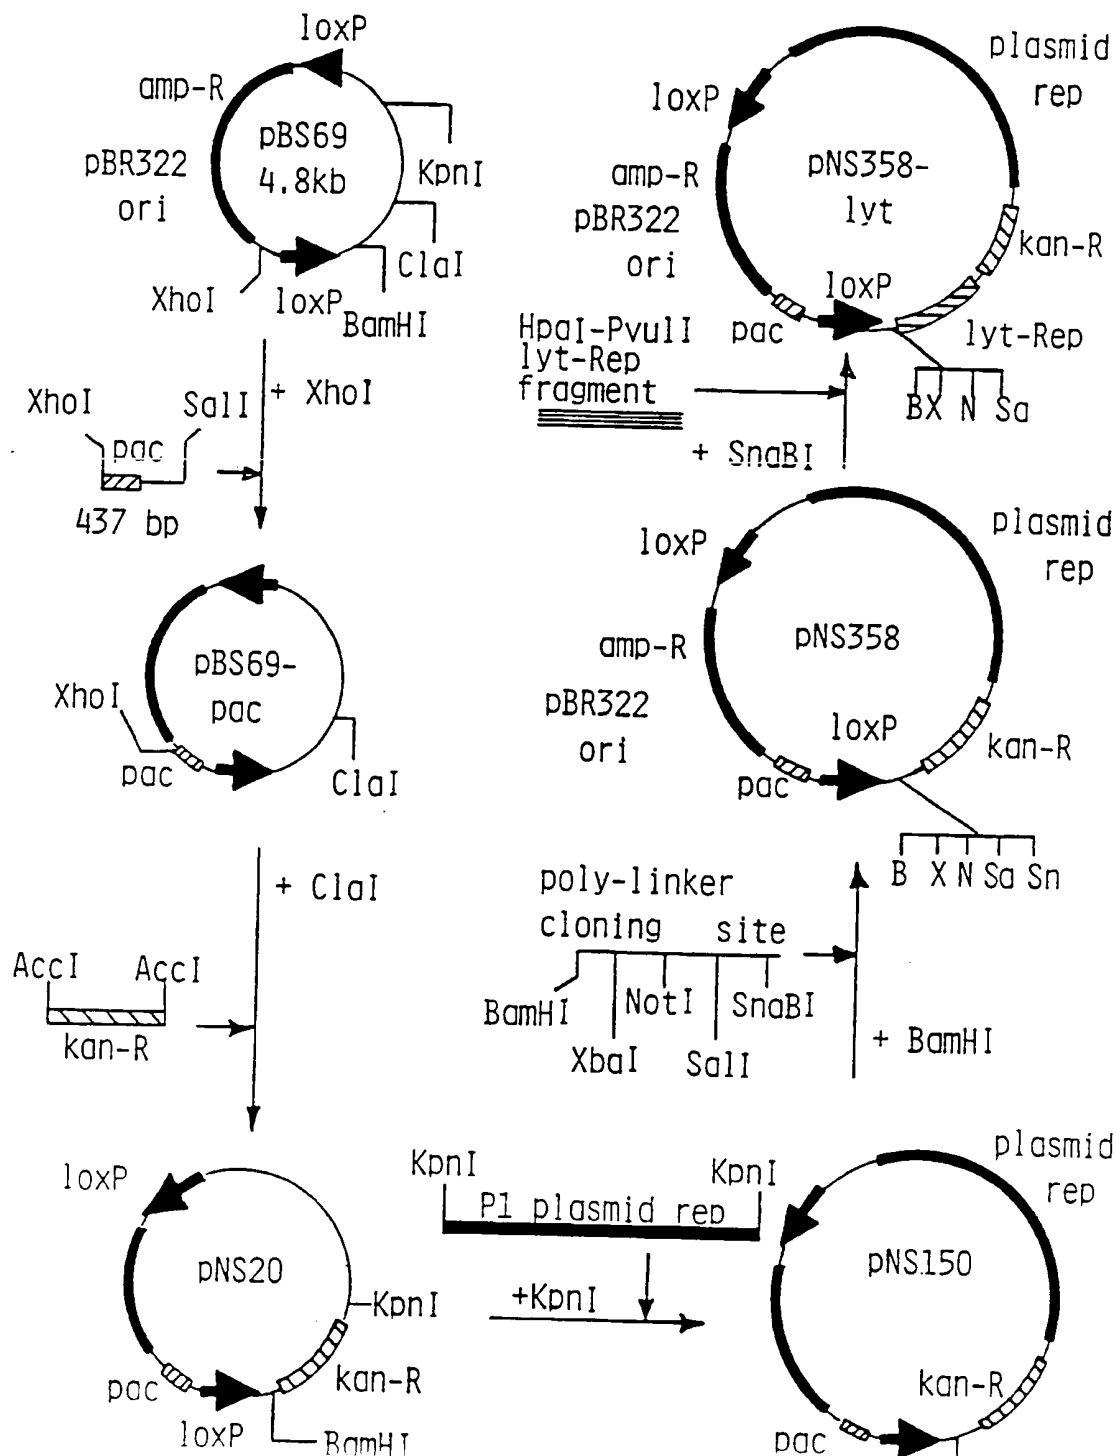 loxP
amp-R
pBS69
4.8kb
pBR322
ori
KpnI
ClaI
XhoI
loxP
BamHI
XhoI
SalI
+ XhoI
pac
437 bp
pBS69-
pac
XhoI
pac
ClaI
+ ClaI
AccI
AccI
kan-R
loxP
pNS20
KpnI
pac
kan-R
loxP
BamHI
KpnI
KpnI
P1 plasmid rep
+KpnI
plasmid
rep
pNS150
kan-R
pac
poly-linker
cloning site
BamHI
NotI
SnaBI
XbaI
SalI
+ BamHI
plasmid
rep
loxP
pNS358
amp-R
pBR322
ori
loxP
kan-R
pac
B X N Sa Sn
HpaI-PvuII
lyt-Rep
fragment
+ SnaBI
plasmid
rep
loxP
pNS358-
lyt
amp-R
pBR322
ori
kan-R
loxP
pac
lyt-Rep
BX N Sa